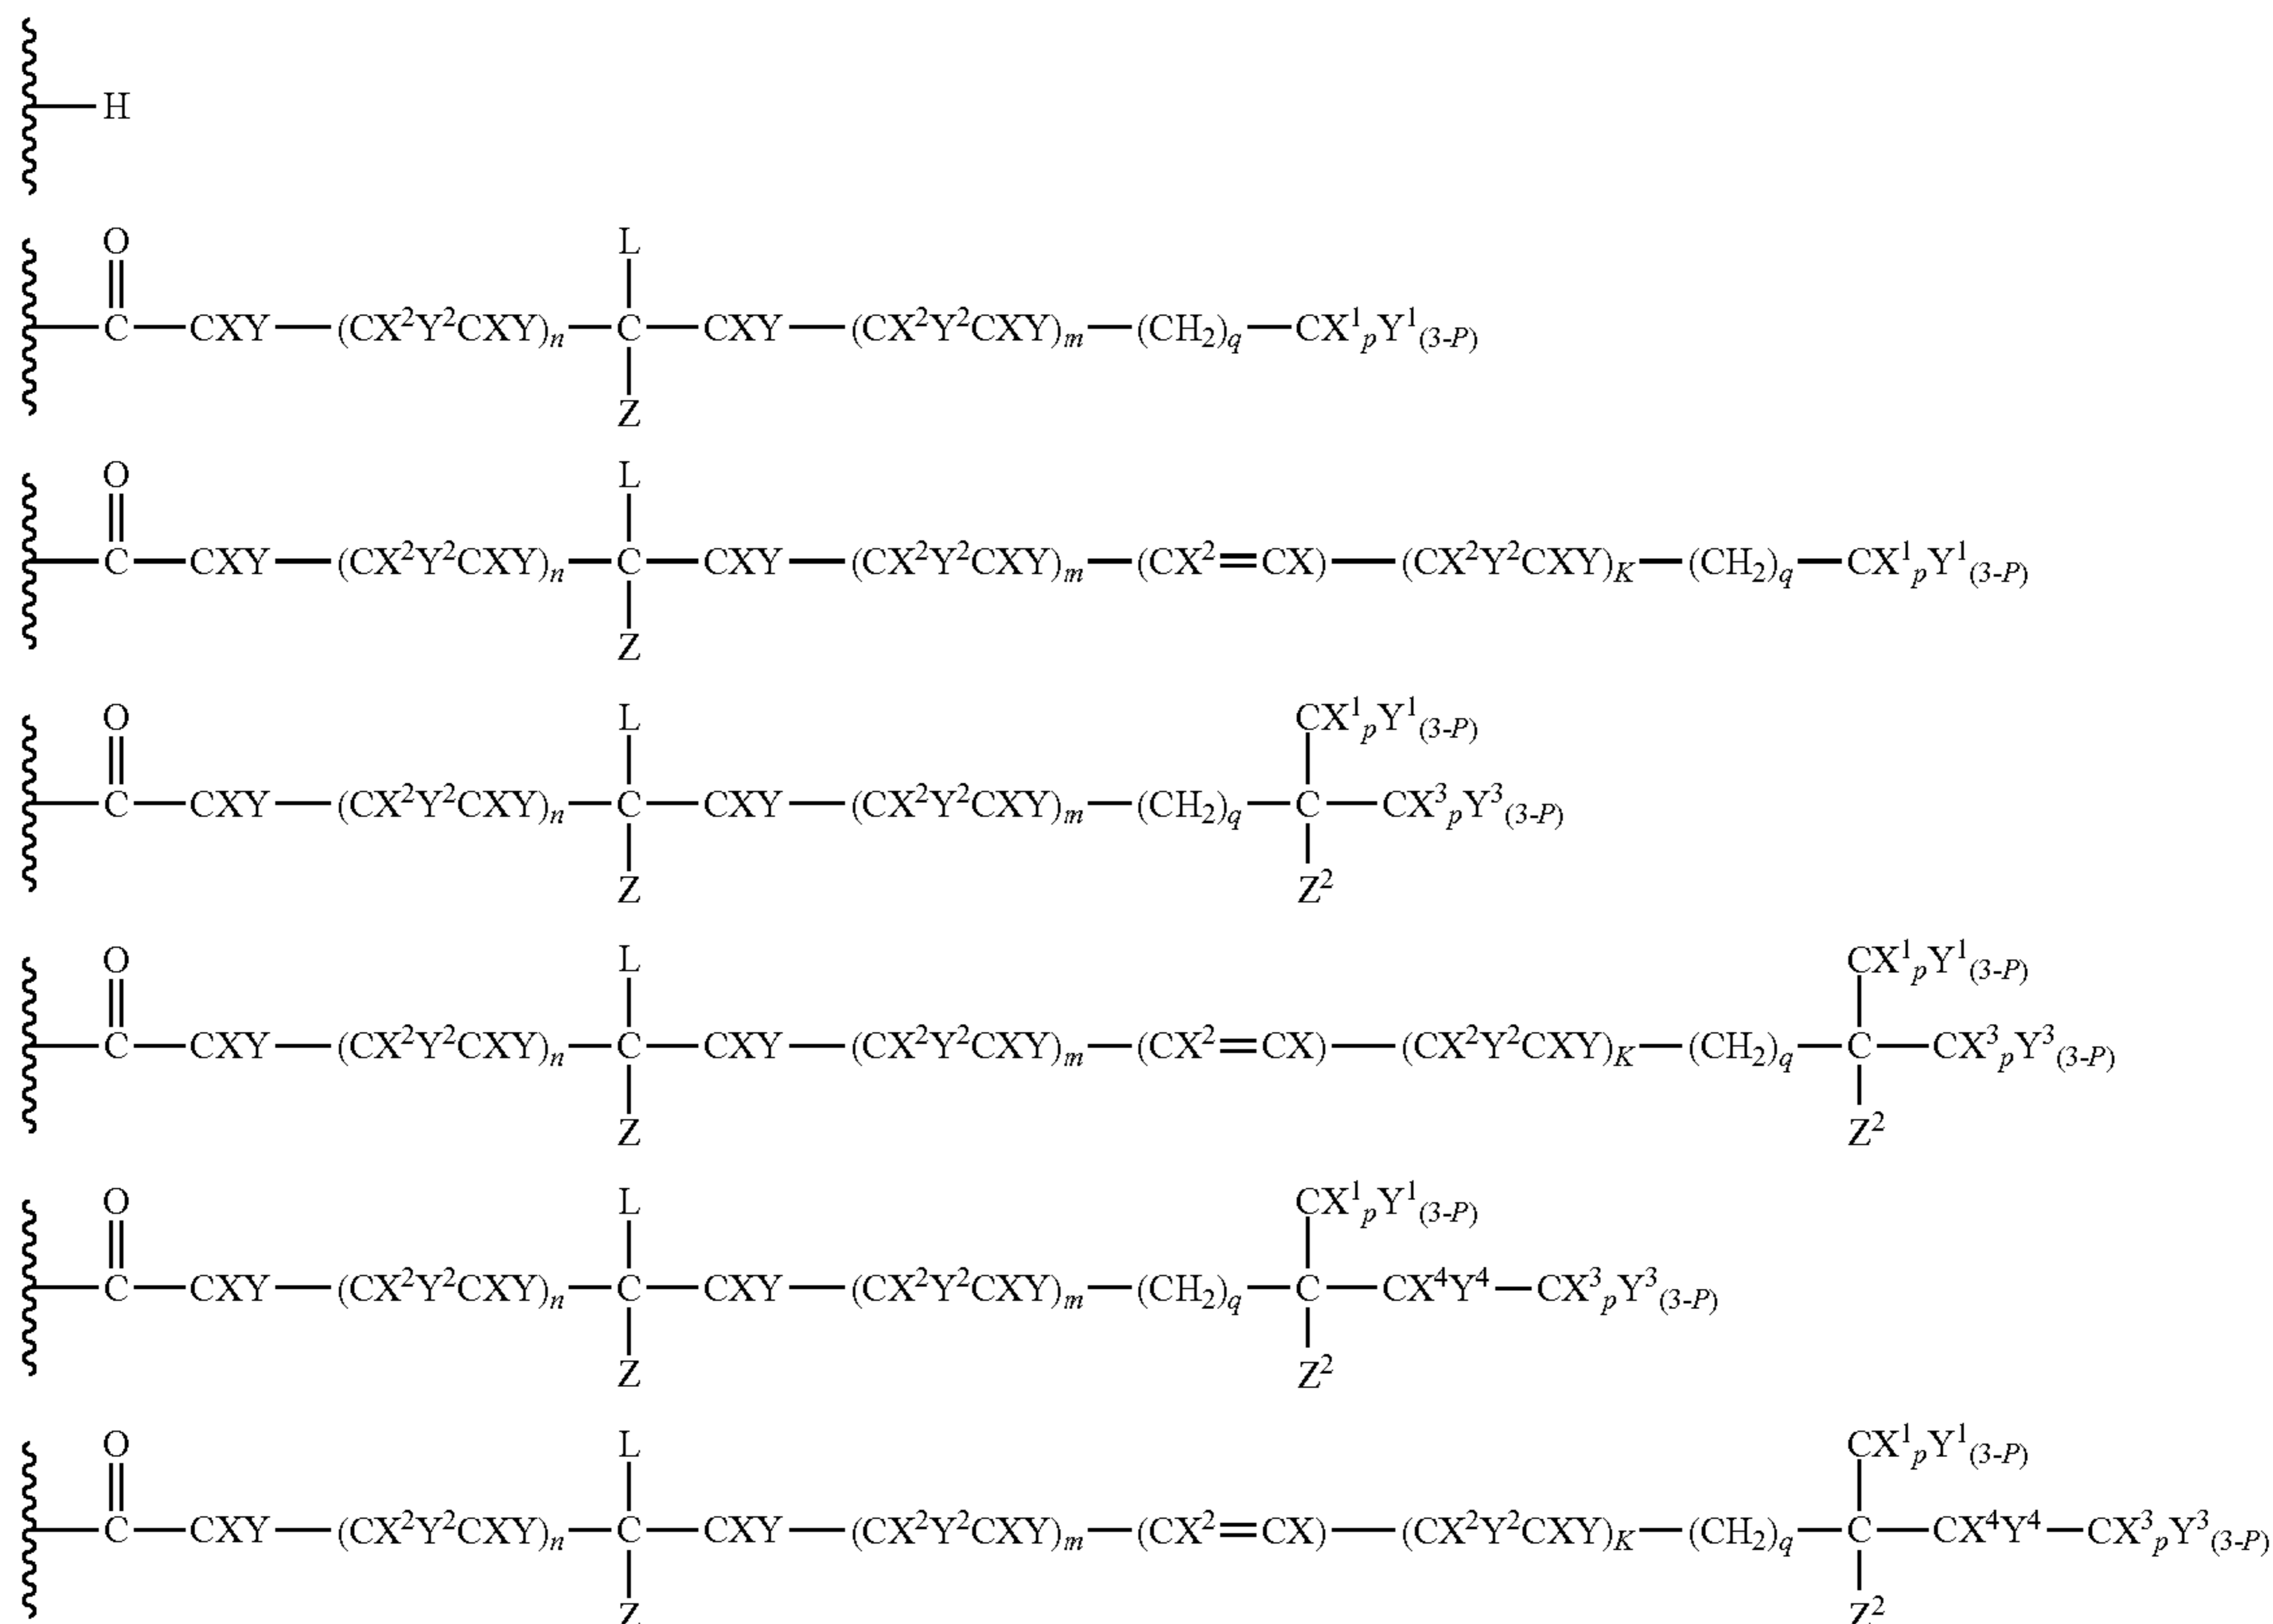 H
O L
C CXY (CX²Y²CXY)ₙ C CXY (CX²Y²CXY)ₘ (CH₂)q CX¹ₚY¹₍₃₋P₎
Z
O L
C CXY (CX²Y²CXY)ₙ C CXY (CX²Y²CXY)ₘ (CX²=CX) (CX²Y²CXY)K (CH₂)q CX¹ₚY¹₍₃₋P₎
Z
O L CX¹ₚY¹₍₃₋P₎
C CXY (CX²Y²CXY)ₙ C CXY (CX²Y²CXY)ₘ (CH₂)q C CX³ₚY³₍₃₋P₎
Z Z²
O L CX¹ₚY¹₍₃₋P₎
C CXY (CX²Y²CXY)ₙ C CXY (CX²Y²CXY)ₘ (CX²=CX) (CX²Y²CXY)K (CH₂)q C CX³ₚY³₍₃₋P₎
Z Z²
O L CX¹ₚY¹₍₃₋P₎
C CXY (CX²Y²CXY)ₙ C CXY (CX²Y²CXY)ₘ (CH₂)q C CX⁴Y⁴ CX³ₚY³₍₃₋P₎
Z Z²
O L CX¹ₚY¹₍₃₋P₎
C CXY (CX²Y²CXY)ₙ C CXY (CX²Y²CXY)ₘ (CX²=CX) (CX²Y²CXY)K (CH₂)q C CX⁴Y⁴ CX³ₚY³₍₃₋P₎
Z Z²